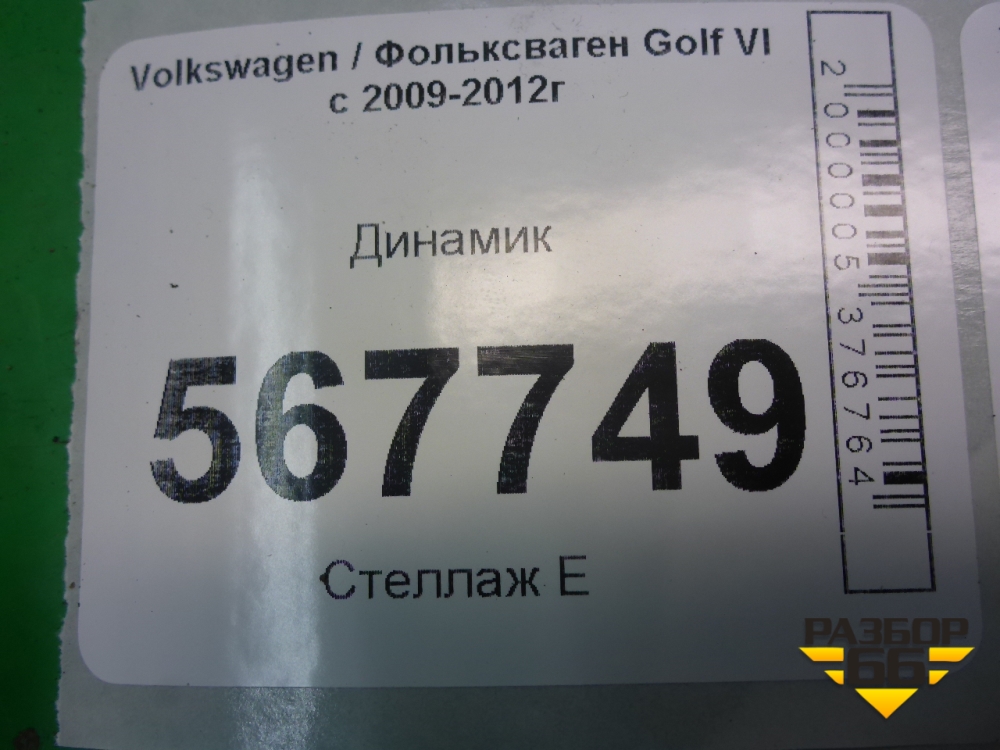 Volkswagen / Фольксваген Golf VI
с 2009-2012г
Динамик
567749
Стеллаж Е
2000005376764
РАЗБОР
66